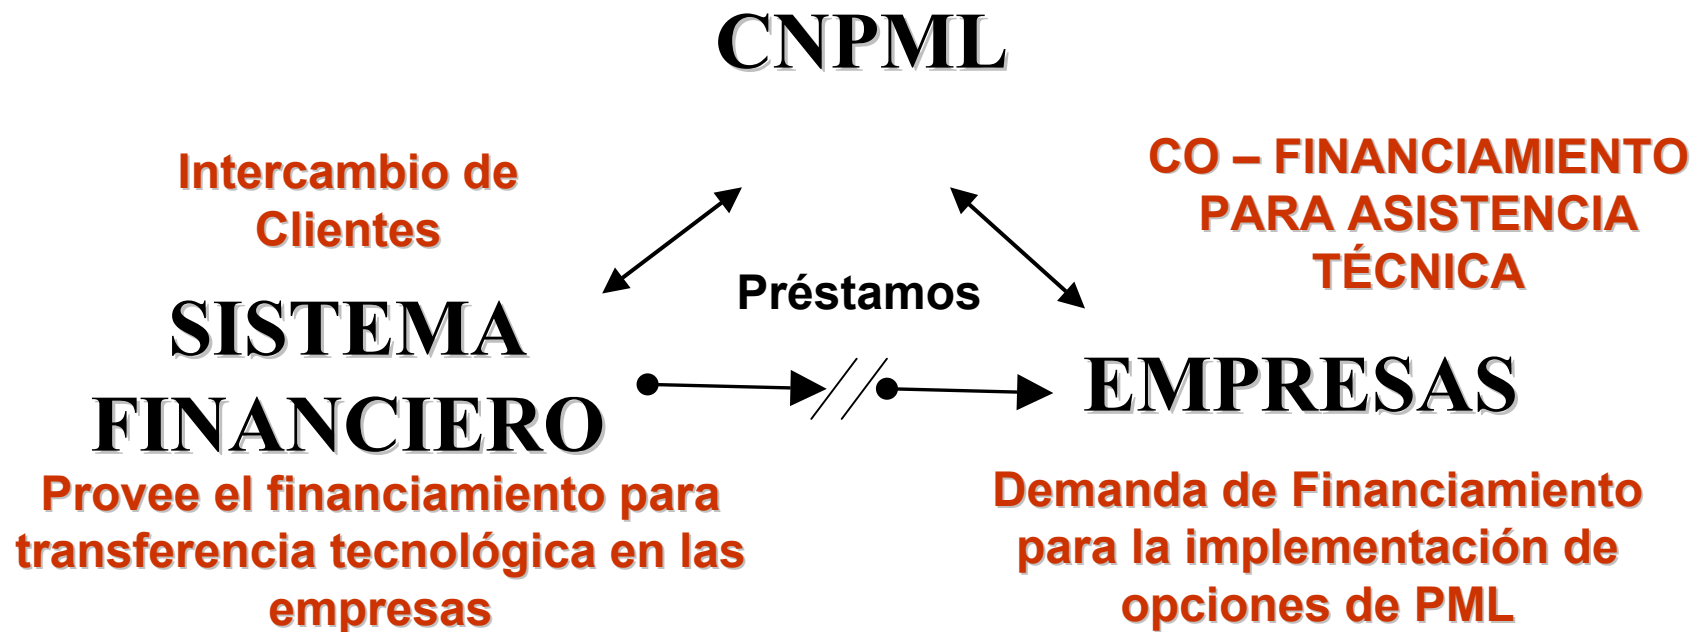 CNPML
Intercambio de
Clientes
CO – FINANCIAMIENTO
PARA ASISTENCIA
TÉCNICA
Préstamos
SISTEMA
FINANCIERO
EMPRESAS
Provee el financiamiento para
transferencia tecnológica en las
empresas
Demanda de Financiamiento
para la implementación de
opciones de PML